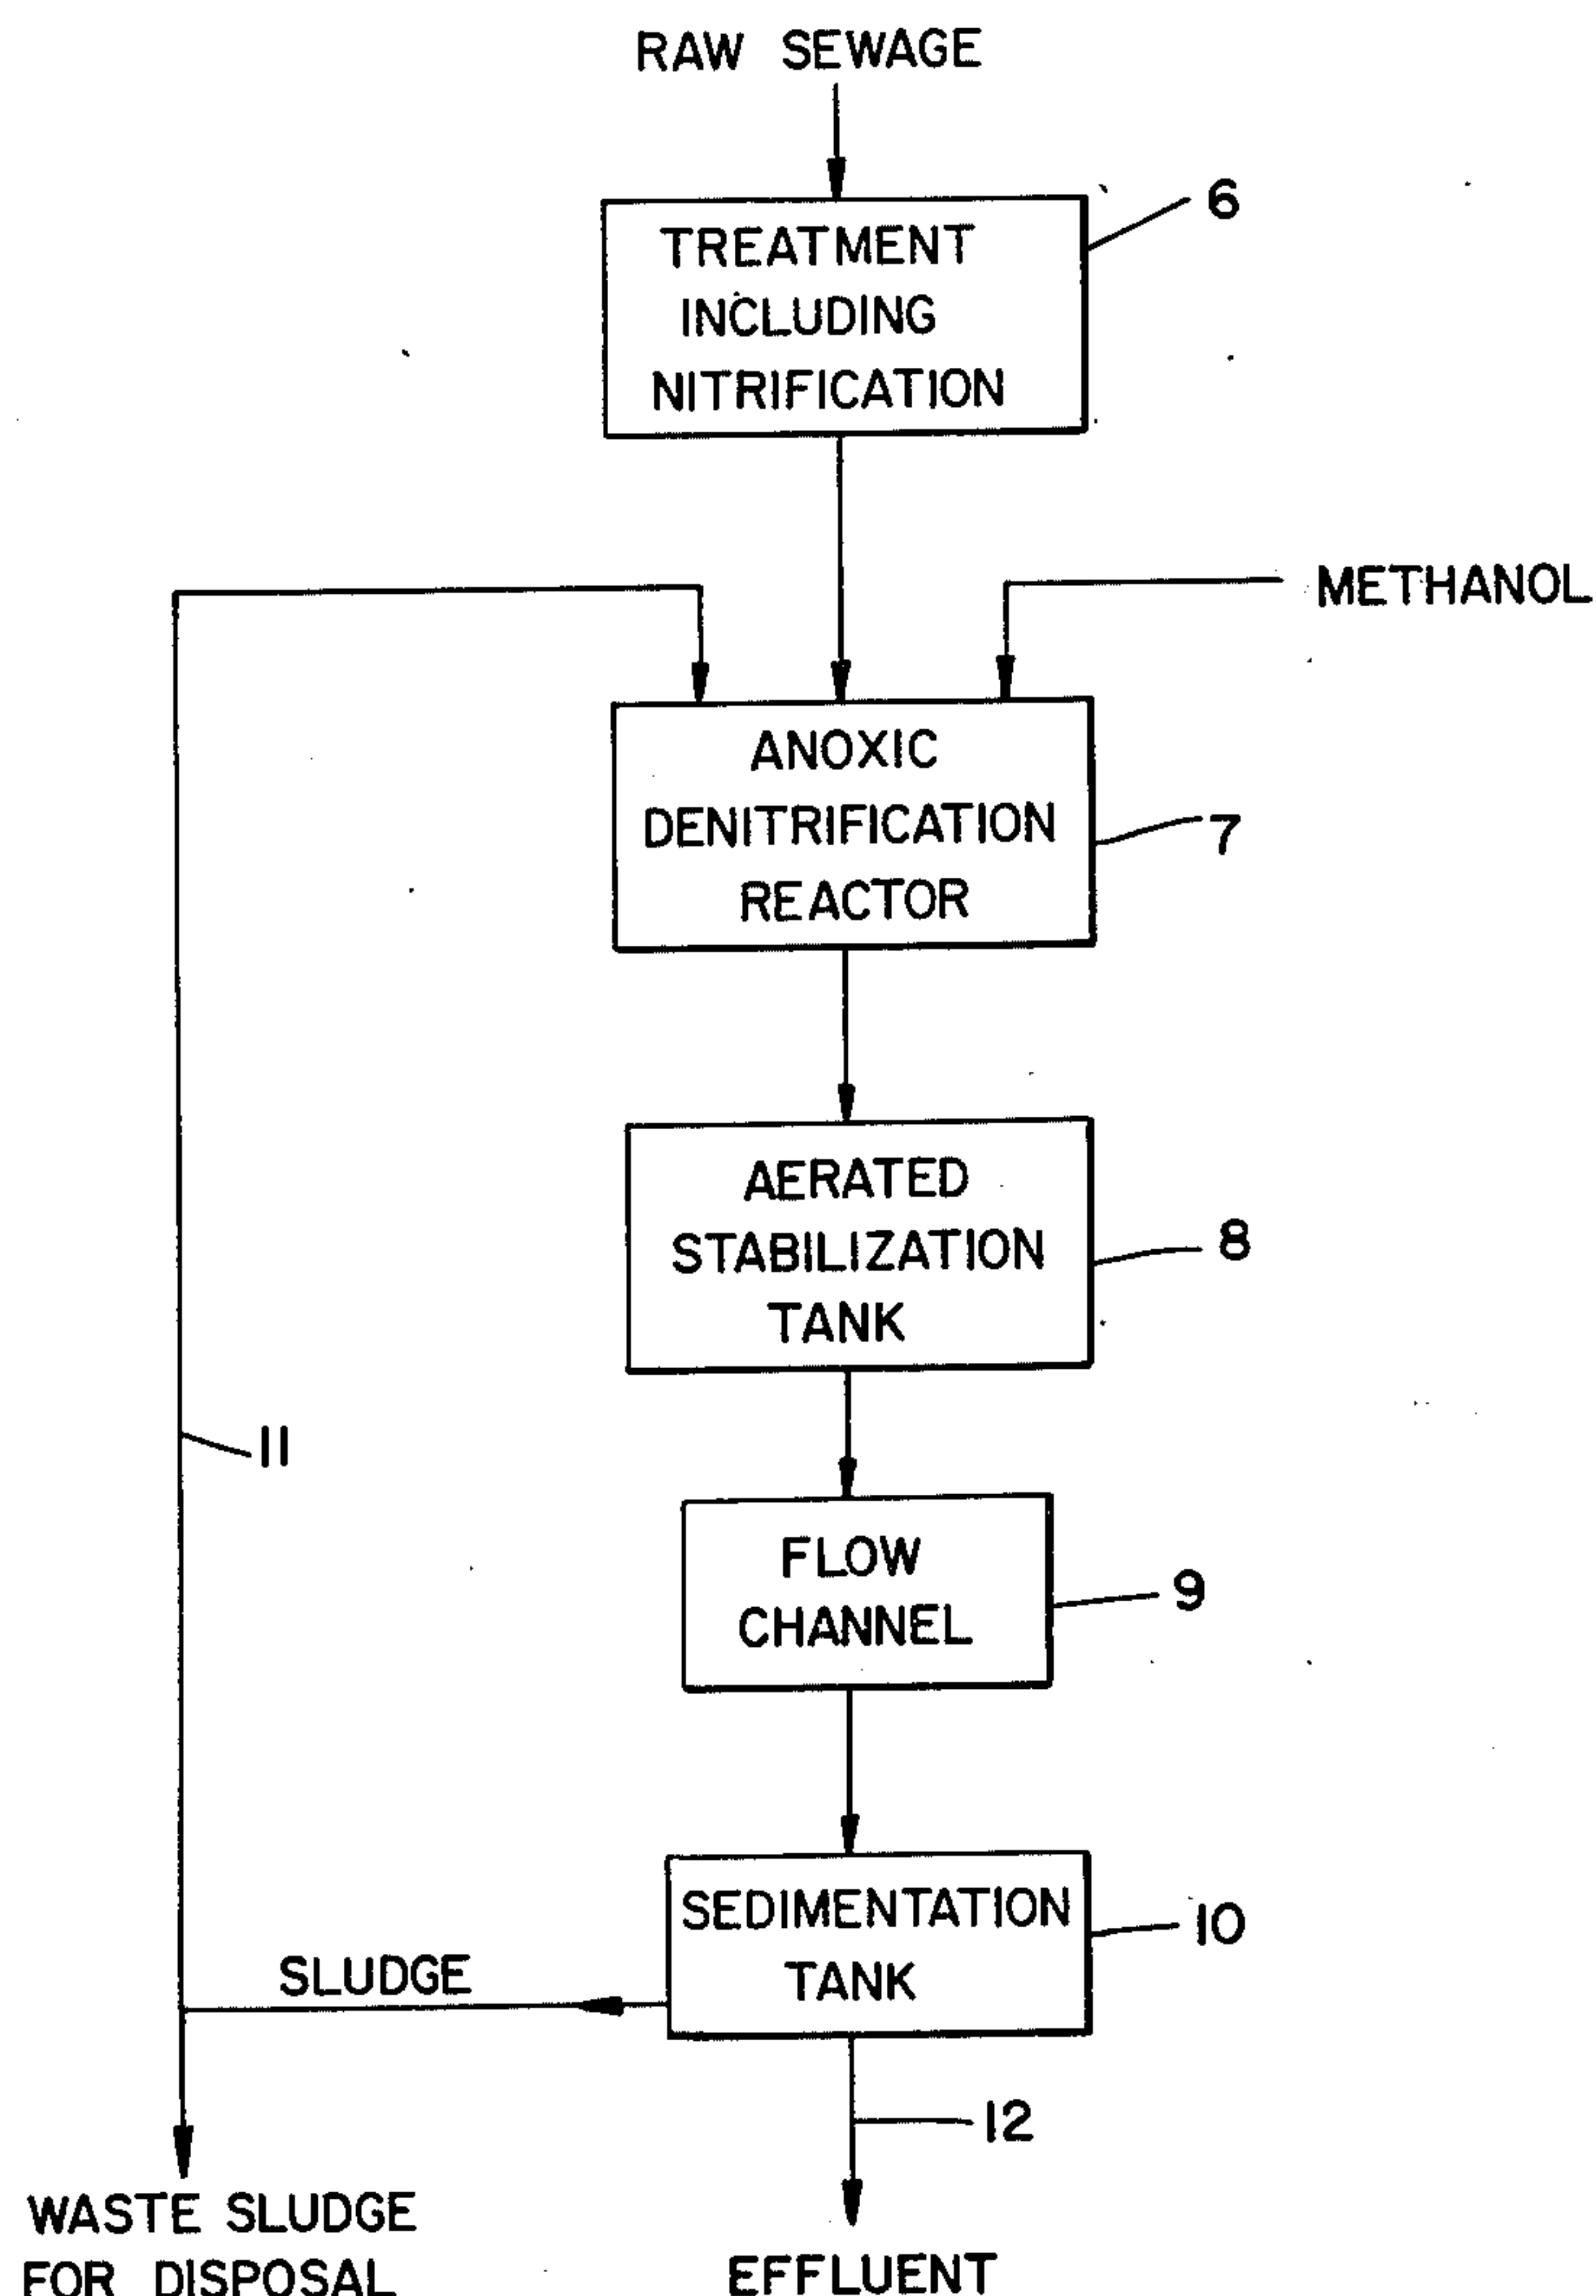 RAW SEWAGE
6
TREATMENT
INCLUDING
NITRIFICATION
METHANOL
ANOXIC
DENITRIFICATION
REACTOR
7
AERATED
STABILIZATION
TANK
8
11
FLOW
CHANNEL
9
SEDIMENTATION
TANK
10
SLUDGE
12
WASTE SLUDGE
FOR DISPOSAL
EFFLUENT